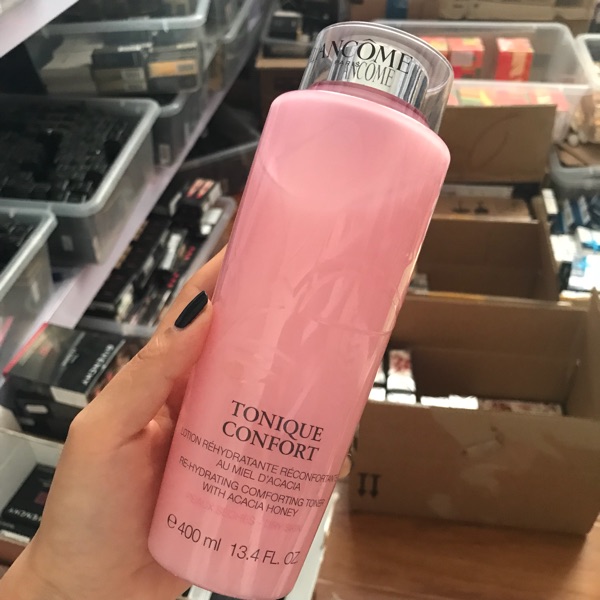 LANCÔME
LANCÔME
TONIQUE
CONFORT
LOTION RÉHYDRATANTE RÉCONFORTANTE
AU MIEL D'ACACIA
RE-HYDRATING COMFORTING TONER
WITH ACACIA HONEY
e 400 ml 13.4 FL. OZ
GIVENCHY